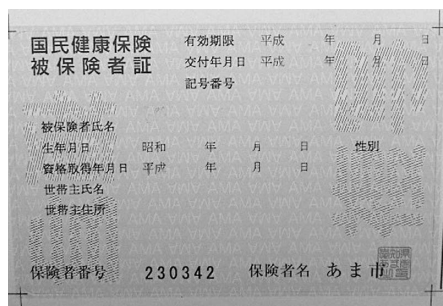 国民健康保険
被保険者証
有効期限 平成 年 月 日
交付年月日 平成 年 月 日
記号番号
被保険者氏名
生年月日 昭和 年 月 日 性別
資格取得年月日 平成 年 月 日
世帯主氏名
世帯主住所
保険者番号 230342 保険者名 あま市